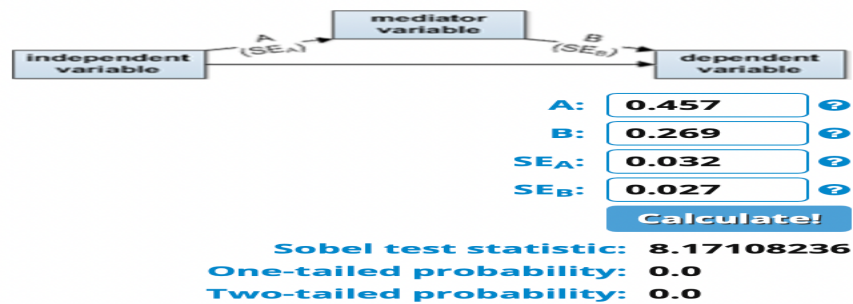 mediator
variable
A
(SEA)
B
(SEB)
independent
variable
dependent
variable
A: 0.457 ?
B: 0.269 ?
SEA: 0.032 ?
SEB: 0.027 ?
Calculate!
Sobel test statistic: 8.17108236
One-tailed probability: 0.0
Two-tailed probability: 0.0